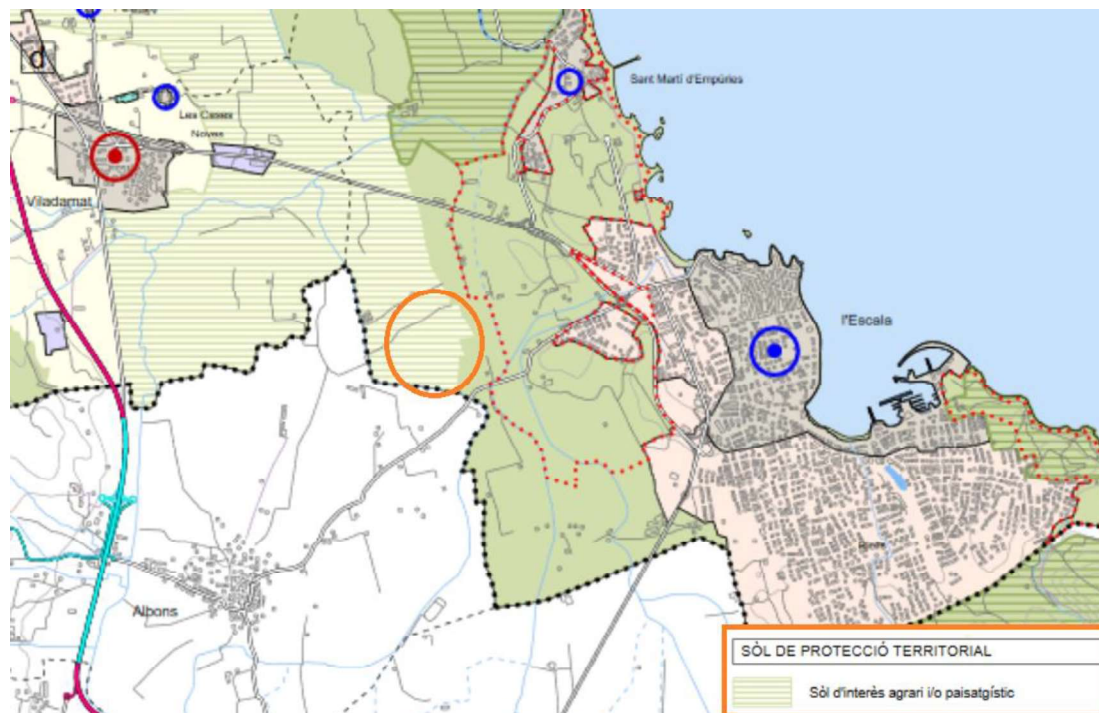 Sant Martí d'Empúries
d
Les Cases
Noves
Viladamat
l'Escala
Albons
SÒL DE PROTECCIÓ TERRITORIAL
Sòl d'interès agrari i/o paisatgístic